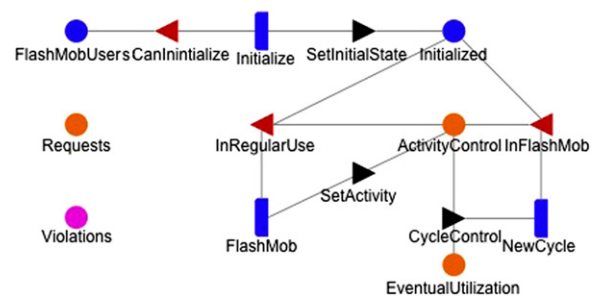 FlashMobUsers CanInintialize Initialize SetInitialState Initialized
Requests InRegularUse ActivityControl InFlashMob
SetActivity
Violations FlashMob CycleControl NewCycle
EventualUtilization